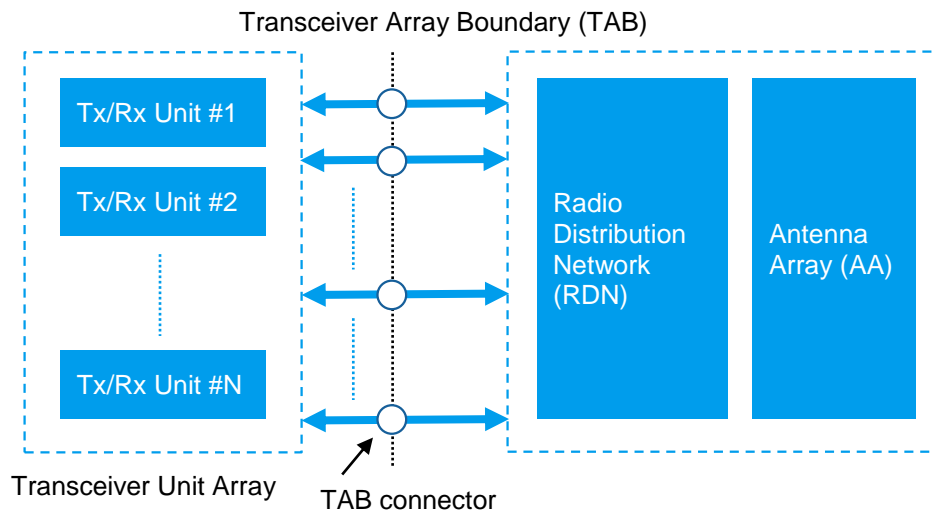 Transceiver Array Boundary (TAB)
Tx/Rx Unit #1
Tx/Rx Unit #2
Tx/Rx Unit #N
Radio
Distribution
Network
(RDN)
Antenna
Array (AA)
Transceiver Unit Array
TAB connector